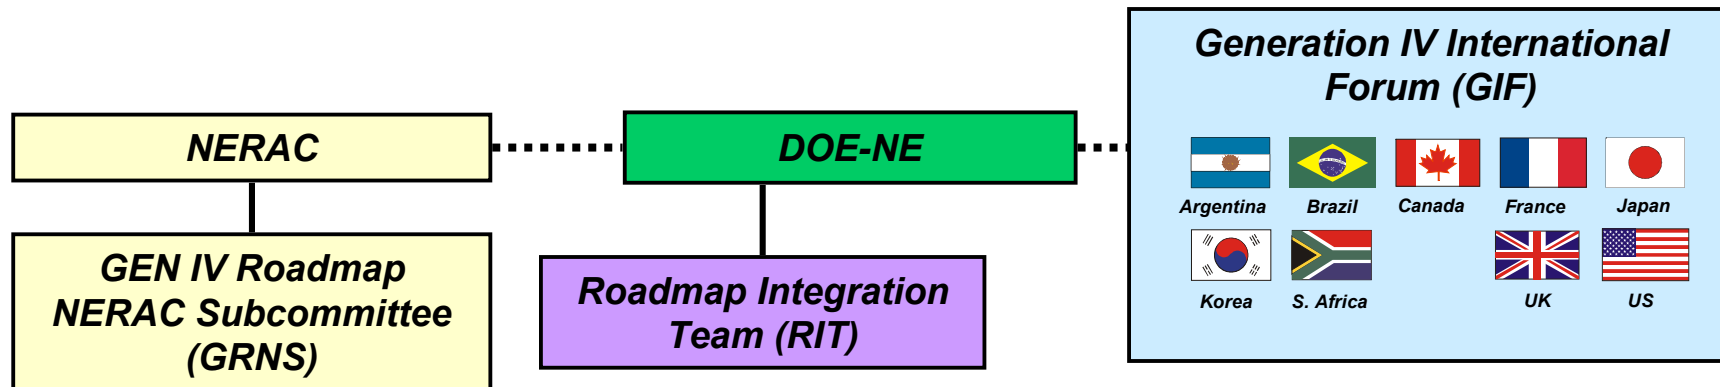 NERAC
GEN IV Roadmap
NERAC Subcommittee
(GRNS)
DOE-NE
Roadmap Integration
Team (RIT)
Generation IV International
Forum (GIF)
Argentina Brazil Canada France Japan
Korea S. Africa UK US